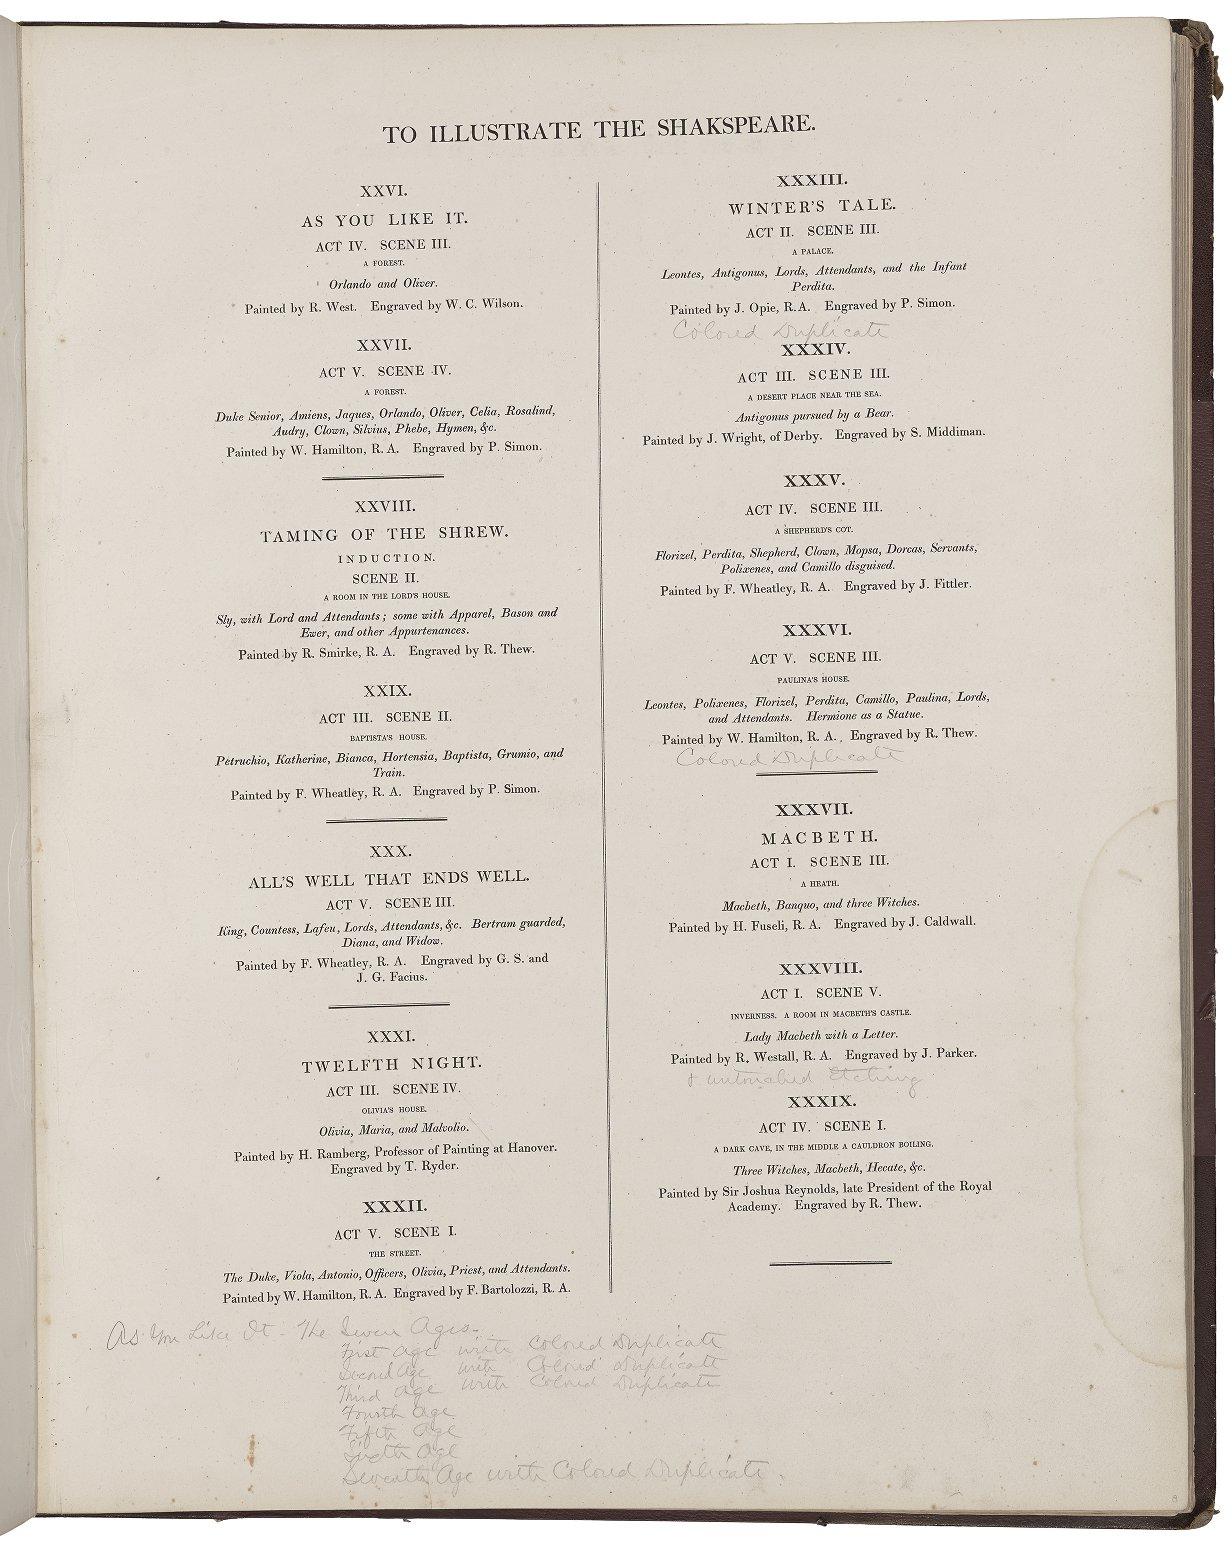 TO ILLUSTRATE THE SHAKSPEARE.
XXVI.
AS YOU LIKE IT.
ACT IV. SCENE III.
A FOREST.
Orlando and Oliver.
Painted by R. West. Engraved by W. C. Wilson.
XXVII.
ACT V. SCENE IV.
A FOREST.
Duke Senior, Amiens, Jaques, Orlando, Oliver, Celia, Rosalind,
Audry, Clown, Silvius, Phebe, Hymen, &c.
Painted by W. Hamilton, R. A. Engraved by P. Simon.
XXVIII.
TAMING OF THE SHREW.
INDUCTION.
SCENE II.
A ROOM IN THE LORD'S HOUSE.
Sly, with Lord and Attendants; some with Apparel, Bason and
Ewer, and other Appurtenances.
Painted by R. Smirke, R. A. Engraved by R. Thew.
XXIX.
ACT III. SCENE II.
BAPTISTA'S HOUSE.
Petruchio, Katherine, Bianca, Hortensia, Baptista, Grumio, and
Train.
Painted by F. Wheatley, R. A. Engraved by P. Simon.
XXX.
ALL'S WELL THAT ENDS WELL.
ACT V. SCENE III.
King, Countess, Lafeu, Lords, Attendants, &c. Bertram guarded,
Diana, and Widow.
Painted by F. Wheatley, R. A. Engraved by G. S. and
J. G. Facius.
XXXI.
TWELFTH NIGHT.
ACT III. SCENE IV.
OLIVIA'S HOUSE.
Olivia, Maria, and Malvolio.
Painted by H. Ramberg, Professor of Painting at Hanover.
Engraved by T. Ryder.
XXXII.
ACT V. SCENE I.
THE STREET.
The Duke, Viola, Antonio, Officers, Olivia, Priest, and Attendants.
Painted by W. Hamilton, R. A. Engraved by F. Bartolozzi, R. A.
XXXIII.
WINTER'S TALE.
ACT II. SCENE III.
A PALACE.
Leontes, Antigonus, Lords, Attendants, and the Infant
Perdita.
Painted by J. Opie, R. A. Engraved by P. Simon.
Colored Duplicate
XXXIV.
ACT III. SCENE III.
A DESERT PLACE NEAR THE SEA.
Antigonus pursued by a Bear.
Painted by J. Wright, of Derby. Engraved by S. Middiman.
XXXV.
ACT IV. SCENE III.
A SHEPHERD'S COT.
Florizel, Perdita, Shepherd, Clown, Mopsa, Dorcas, Servants,
Polixenes, and Camillo disguised.
Painted by F. Wheatley, R. A. Engraved by J. Fittler.
XXXVI.
ACT V. SCENE III.
PAULINA'S HOUSE.
Leontes, Polixenes, Florizel, Perdita, Camillo, Paulina, Lords,
and Attendants. Hermione as a Statue.
Painted by W. Hamilton, R. A. Engraved by R. Thew.
Colored Duplicate
XXXVII.
MACBETH.
ACT I. SCENE III.
A HEATH.
Macbeth, Banquo, and three Witches.
Painted by H. Fuseli, R. A. Engraved by J. Caldwall.
XXXVIII.
ACT I. SCENE V.
INVERNESS. A ROOM IN MACBETH'S CASTLE.
Lady Macbeth with a Letter.
Painted by R. Westall, R. A. Engraved by J. Parker.
& untouched Etching
XXXIX.
ACT IV. SCENE I.
A DARK CAVE, IN THE MIDDLE A CAULDRON BOILING.
Three Witches, Macbeth, Hecate, &c.
Painted by Sir Joshua Reynolds, late President of the Royal
Academy. Engraved by R. Thew.
As You Like It - The Seven Ages.
First age with Colored Duplicate
Second Age with Colored Duplicate
Third Age with Colored Duplicate
Fourth Age
Fifth Age
Sixth Age
Seventh Age with Colored Duplicate.